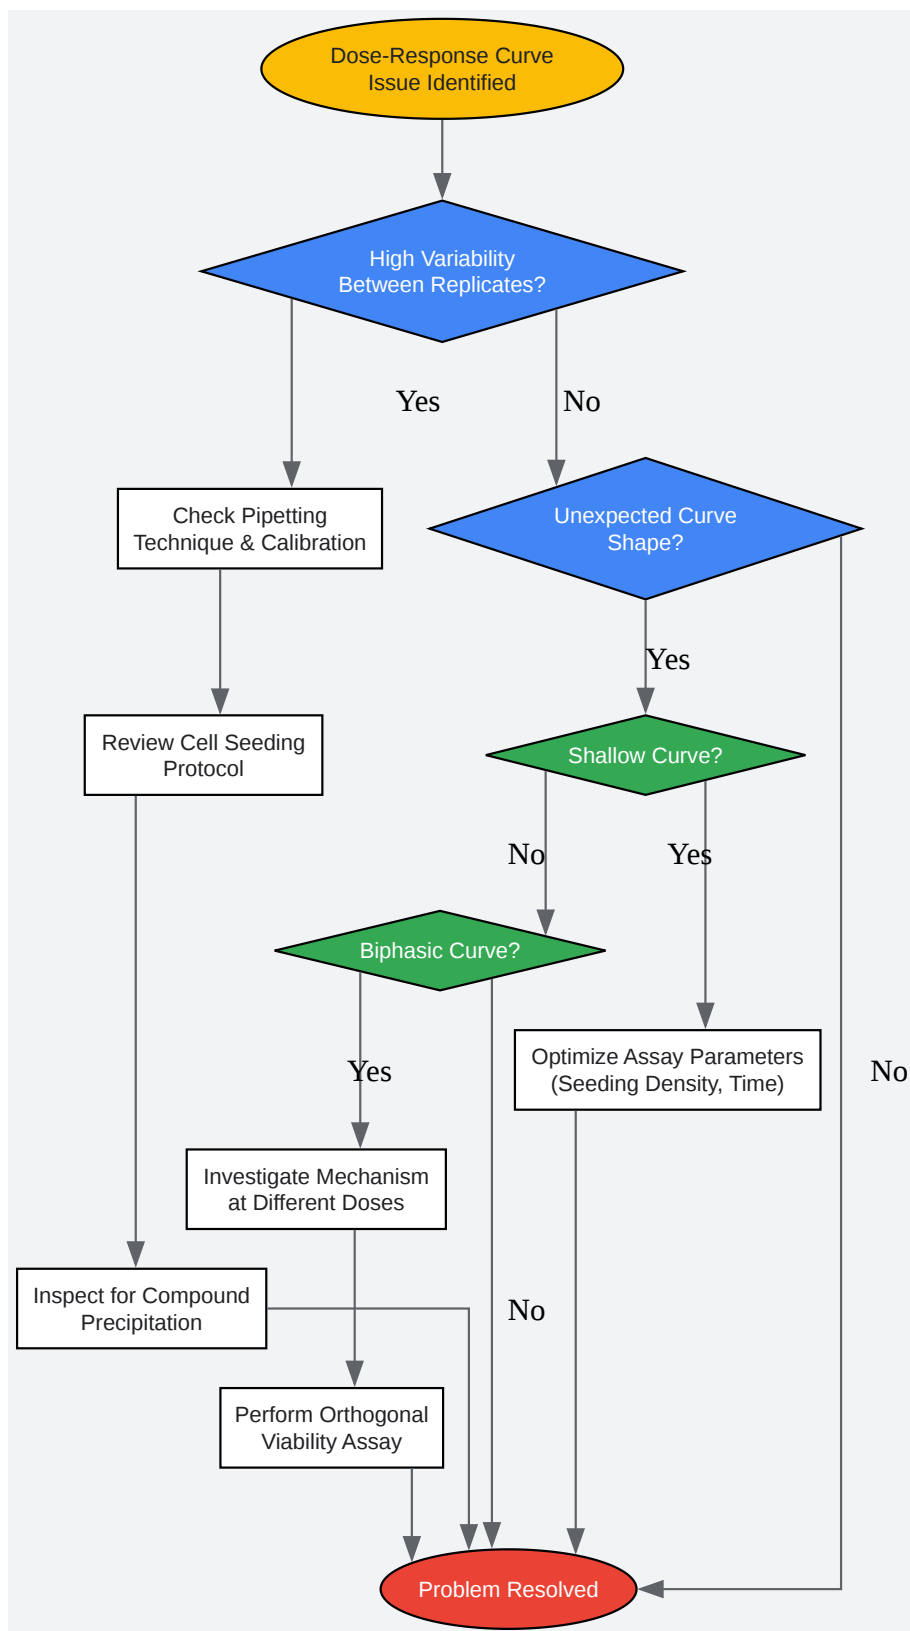 Dose-Response Curve
Issue Identified
High Variability
Between Replicates?
Yes
No
Check Pipetting
Technique & Calibration
Unexpected Curve
Shape?
Yes
Review Cell Seeding
Protocol
Shallow Curve?
No
Yes
Biphasic Curve?
Optimize Assay Parameters
(Seeding Density, Time)
Yes
No
Investigate Mechanism
at Different Doses
Inspect for Compound
Precipitation
No
Perform Orthogonal
Viability Assay
Problem Resolved